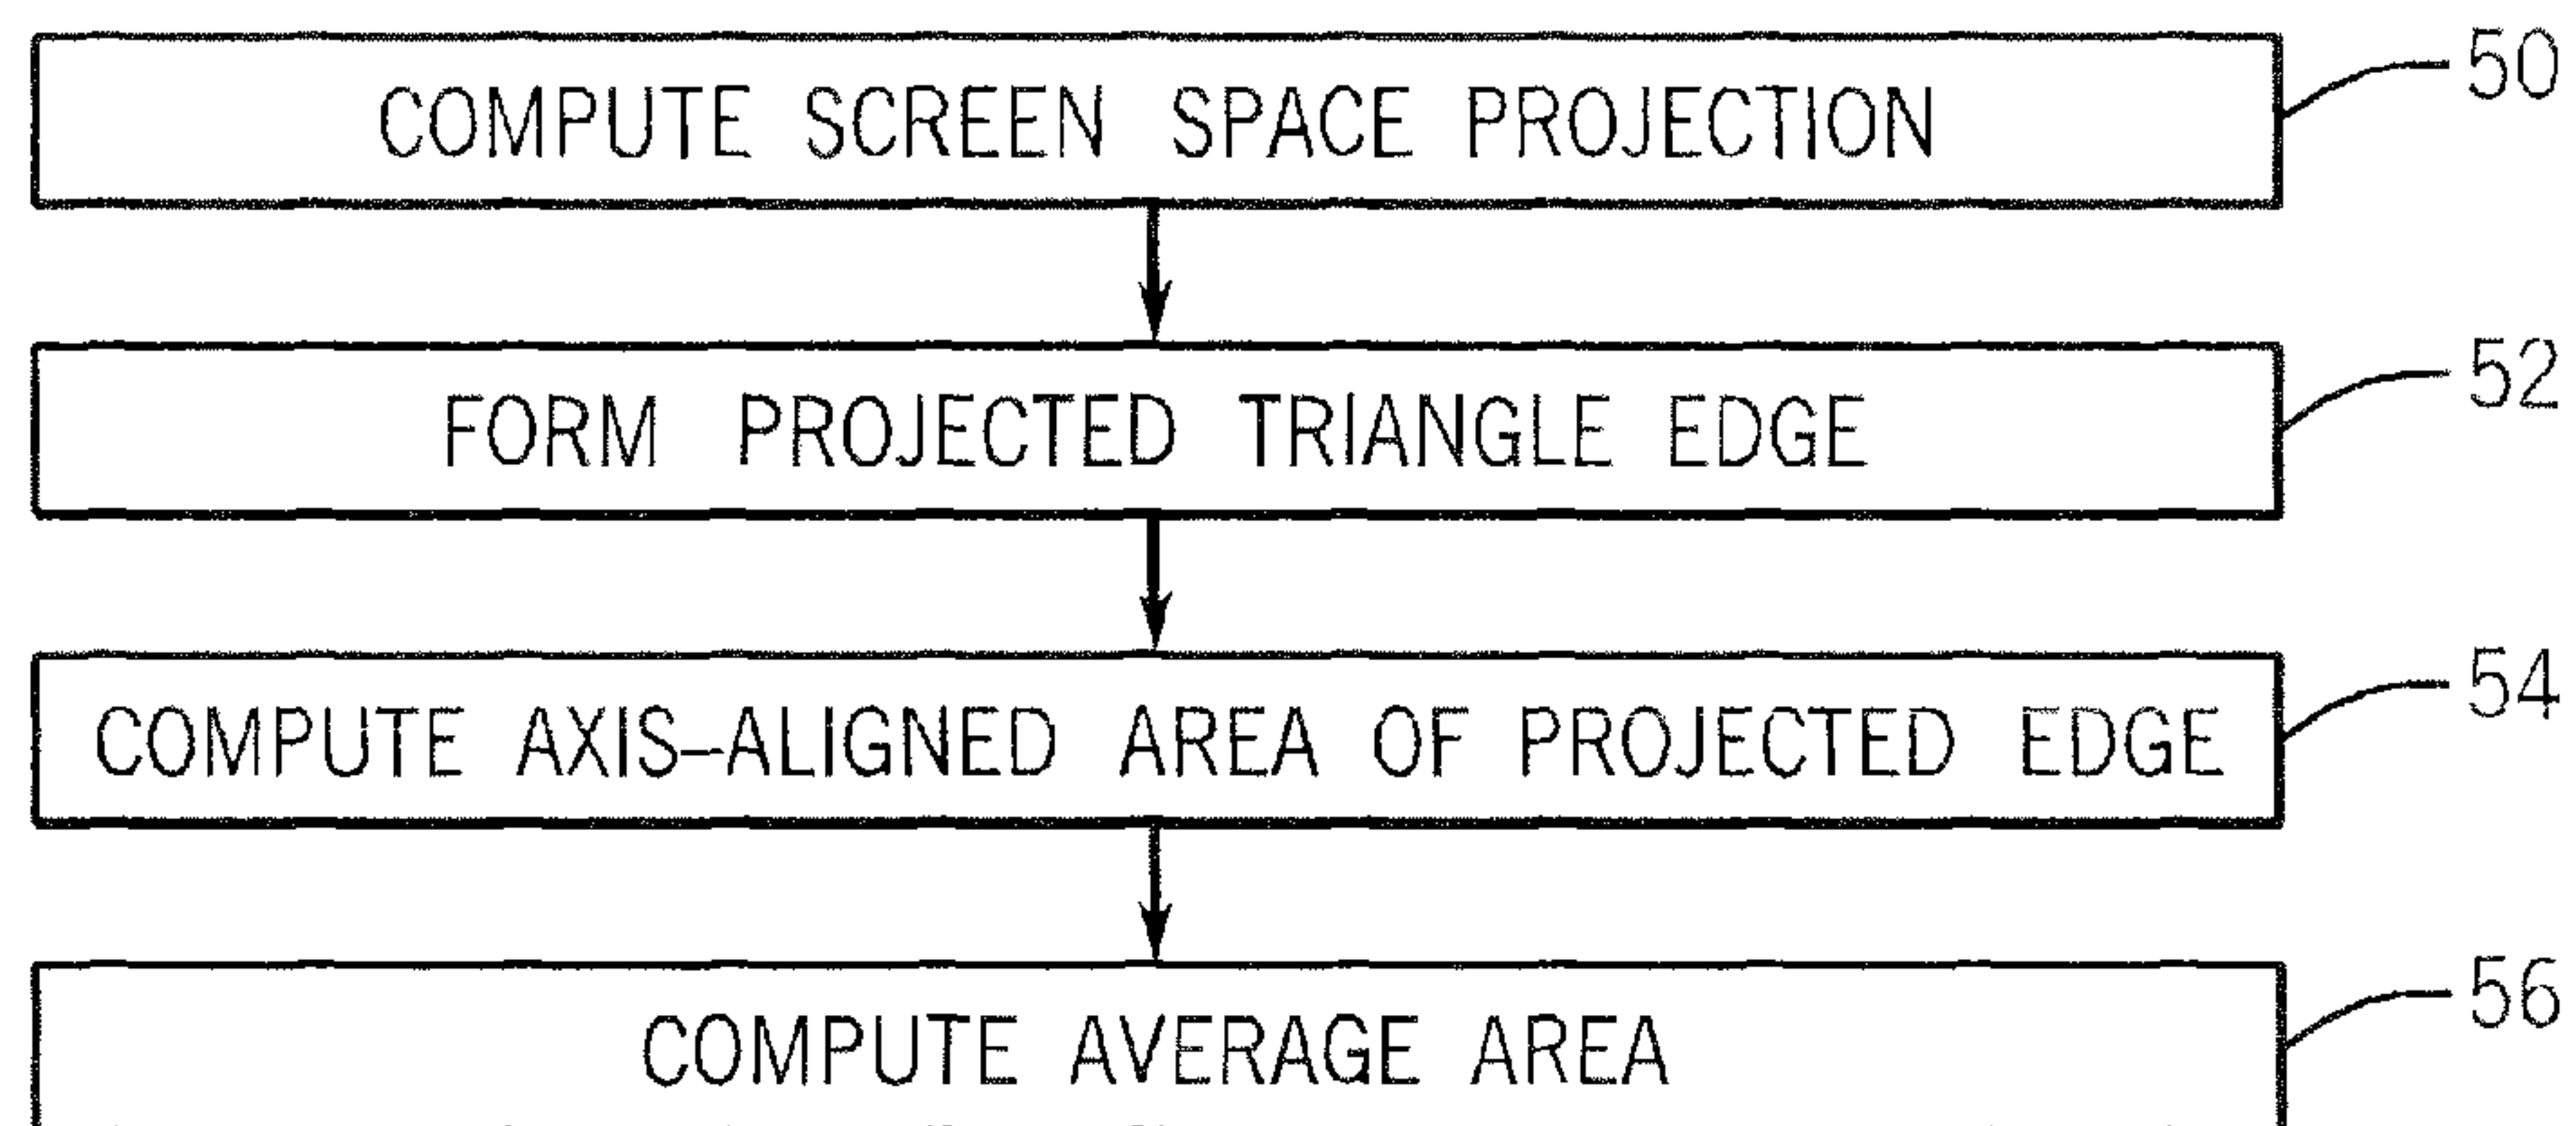 COMPUTE SCREEN SPACE PROJECTION 50
FORM PROJECTED TRIANGLE EDGE 52
COMPUTE AXIS-ALIGNED AREA OF PROJECTED EDGE 54
COMPUTE AVERAGE AREA 56